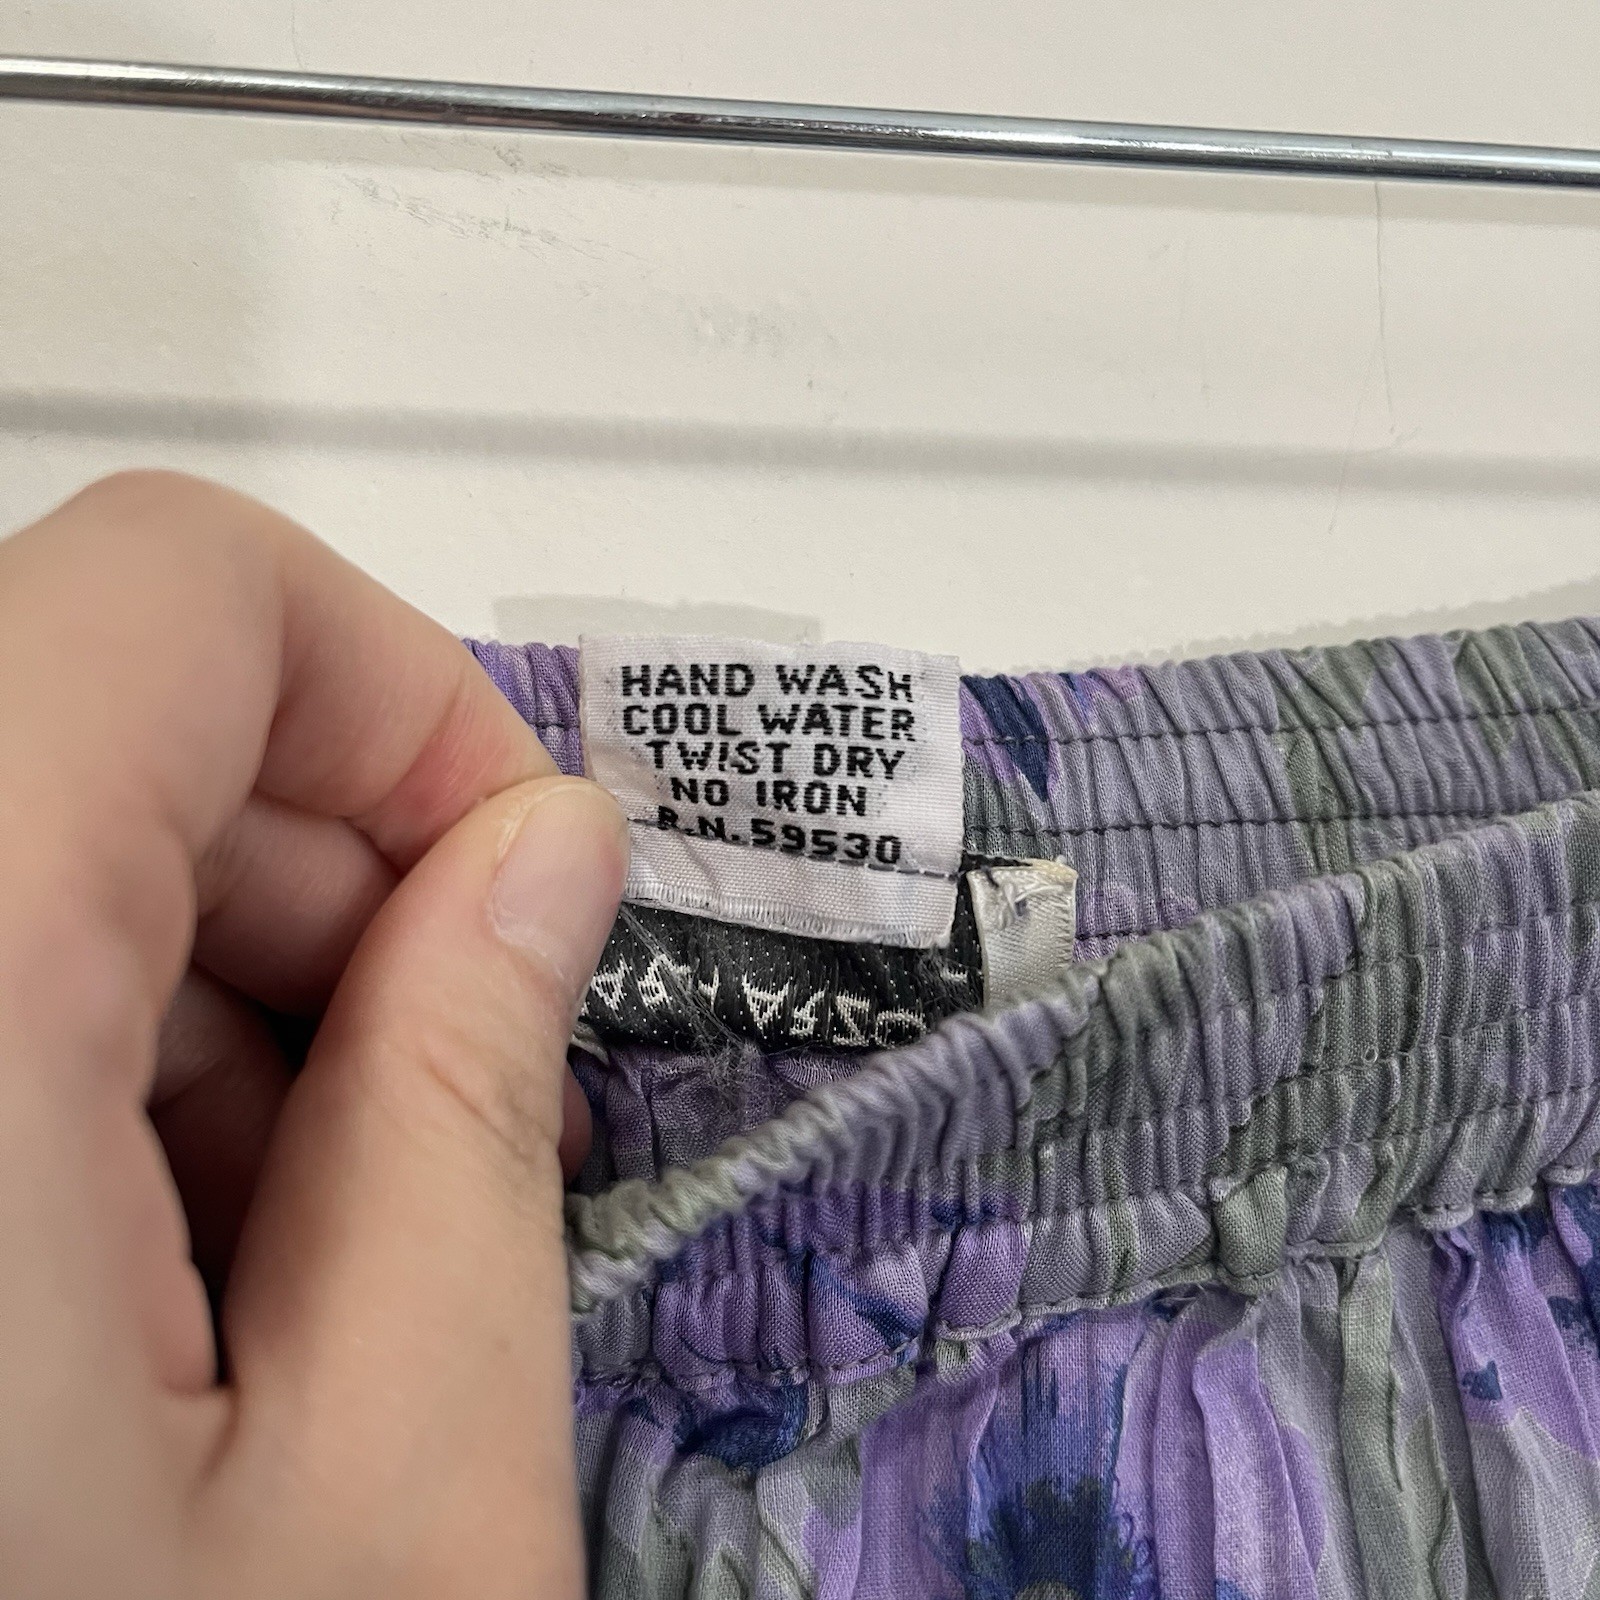 HAND WASH
COOL WATER
TWIST DRY
NO IRON
R.N.59530